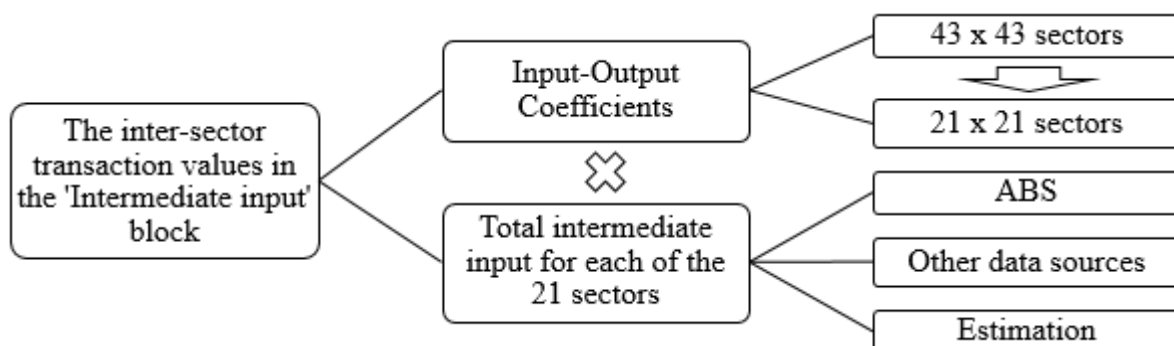 The inter-sector
transaction values in
the 'Intermediate input'
block
Input-Output
Coefficients
Total intermediate
input for each of the
21 sectors
43 x 43 sectors
21 x 21 sectors
ABS
Other data sources
Estimation